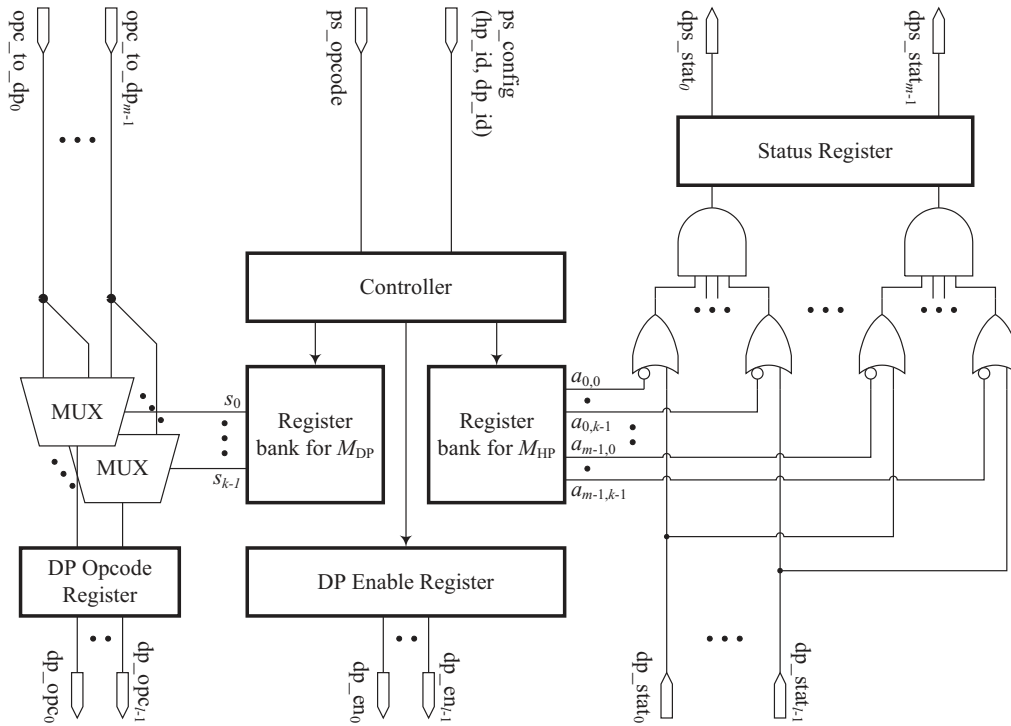 opc_to_dp0
opc_to_dpm-1
ps_opcode
ps_config
(hp_id, dp_id)
dps_stat0
dps_statm-1
Status Register
Controller
MUX
MUX
s0
sk-1
Register
bank for MDP
Register
bank for MHP
a0,0
a0,k-1
am-1,0
am-1,k-1
DP Opcode
Register
DP Enable Register
dp_opc0
dp_opcl-1
dp_en0
dp_enl-1
dp_stat0
dp_statl-1